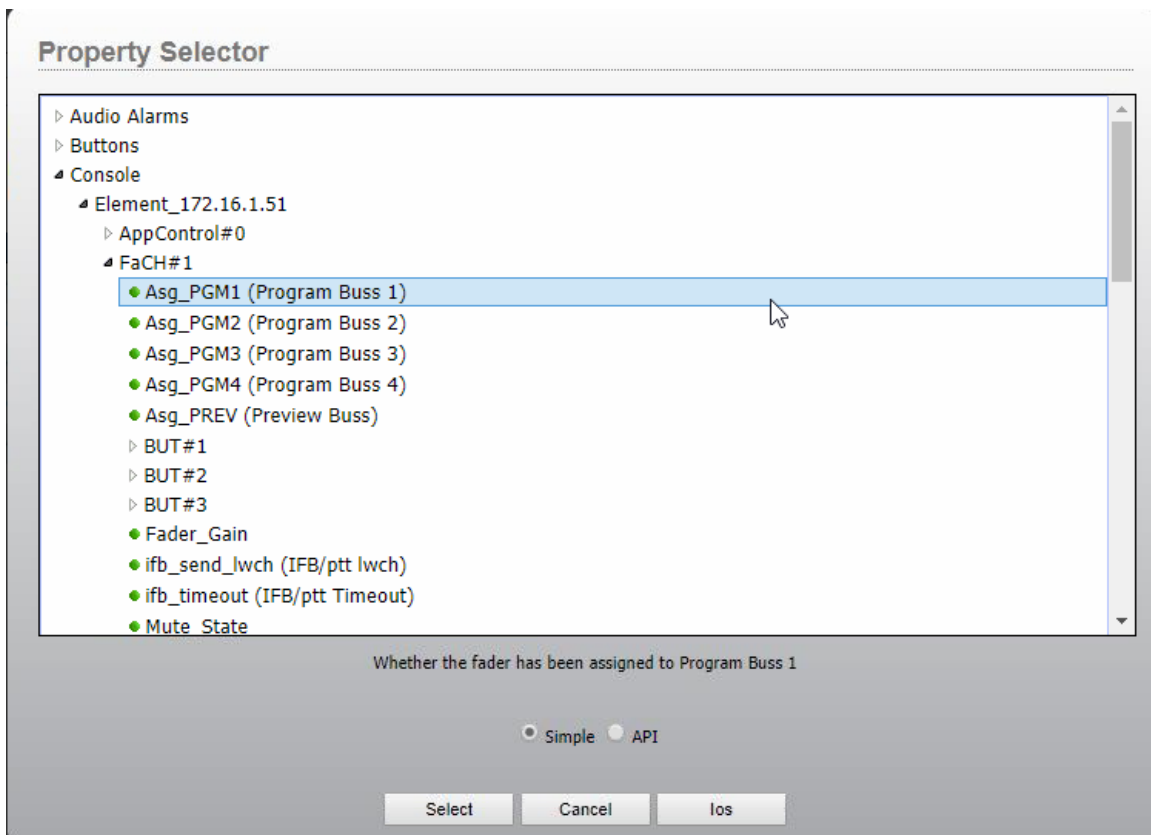 Property Selector
Audio Alarms
Buttons
Console
Element_172.16.1.51
AppControl#0
FaCH#1
Asg_PGM1 (Program Buss 1)
Asg_PGM2 (Program Buss 2)
Asg_PGM3 (Program Buss 3)
Asg_PGM4 (Program Buss 4)
Asg_PREV (Preview Buss)
BUT#1
BUT#2
BUT#3
Fader_Gain
ifb_send_lwch (IFB/ptt lwch)
ifb_timeout (IFB/ptt Timeout)
Mute_State
Whether the fader has been assigned to Program Buss 1
Simple API
Select Cancel Ios